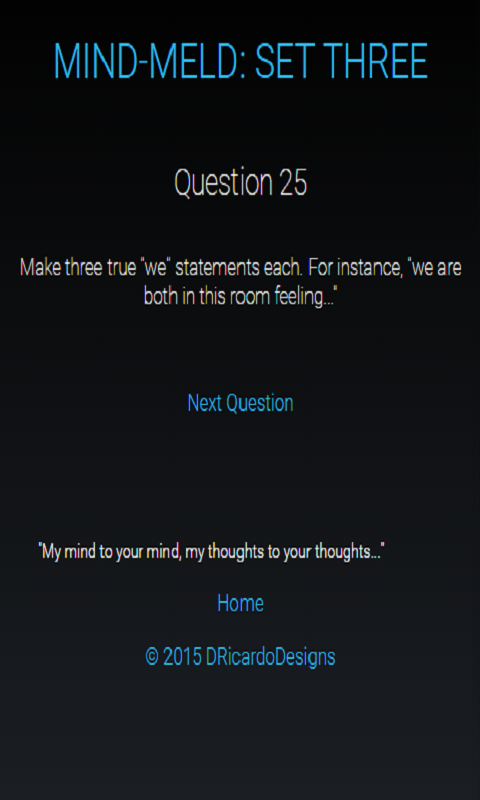 MIND-MELD: SET THREE
Question 25
Make three true "we" statements each. For instance, "we are
both in this room feeling..."
Next Question
"My mind to your mind, my thoughts to your thoughts..."
Home
© 2015 DRicardoDesigns